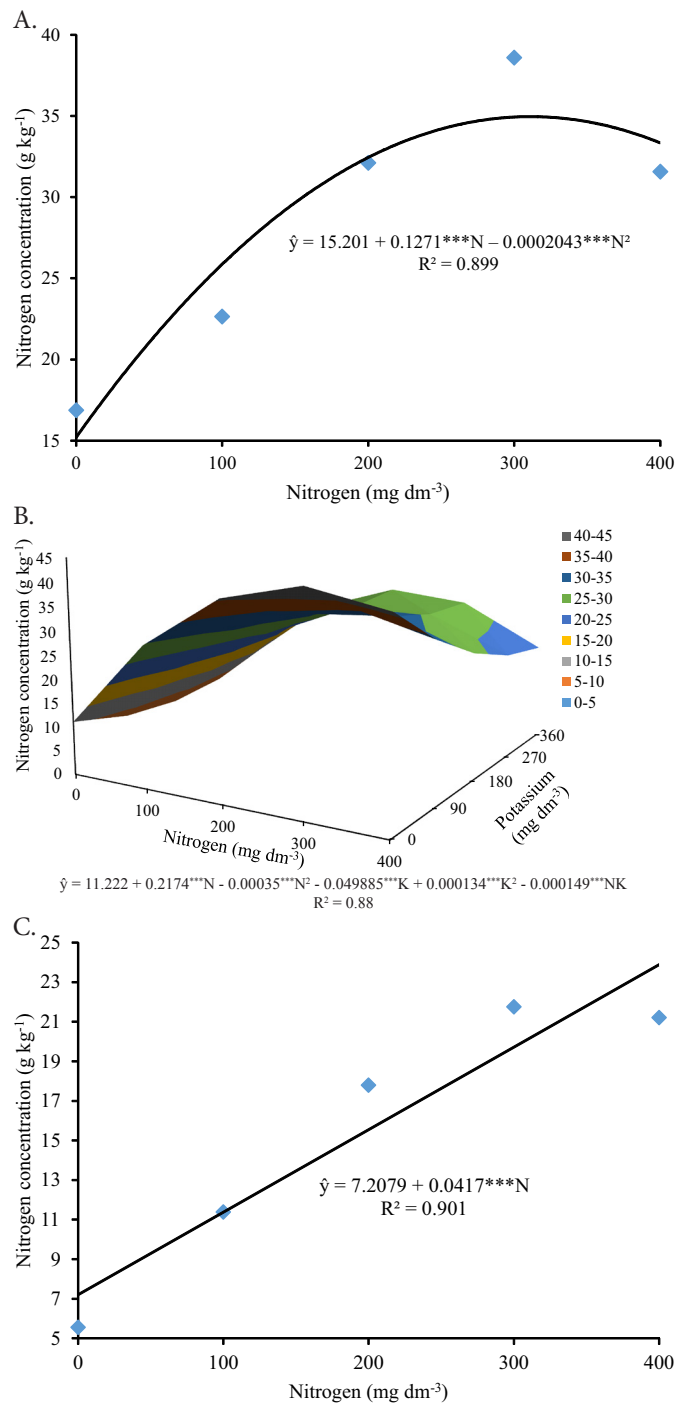 A.
40
35
30
25
20
15
Nitrogen concentration (g kg⁻¹)
ŷ = 15.201 + 0.1271***N – 0.0002043***N²
R² = 0.899
0 100 200 300 400
Nitrogen (mg dm⁻³)
B.
45
40
35
30
25
20
15
10
5
0
Nitrogen concentration (g kg⁻¹)
40-45
35-40
30-35
25-30
20-25
15-20
10-15
5-10
0-5
0
100
200
300
400
Nitrogen (mg dm⁻³)
360
270
180
90
0
Potassium
(mg dm⁻³)
ŷ = 11.222 + 0.2174***N - 0.00035***N² - 0.049885***K + 0.000134***K² - 0.000149***NK
R² = 0.88
C.
25
23
21
19
17
15
13
11
9
7
5
Nitrogen concentration (g kg⁻¹)
ŷ = 7.2079 + 0.0417***N
R² = 0.901
0 100 200 300 400
Nitrogen (mg dm⁻³)